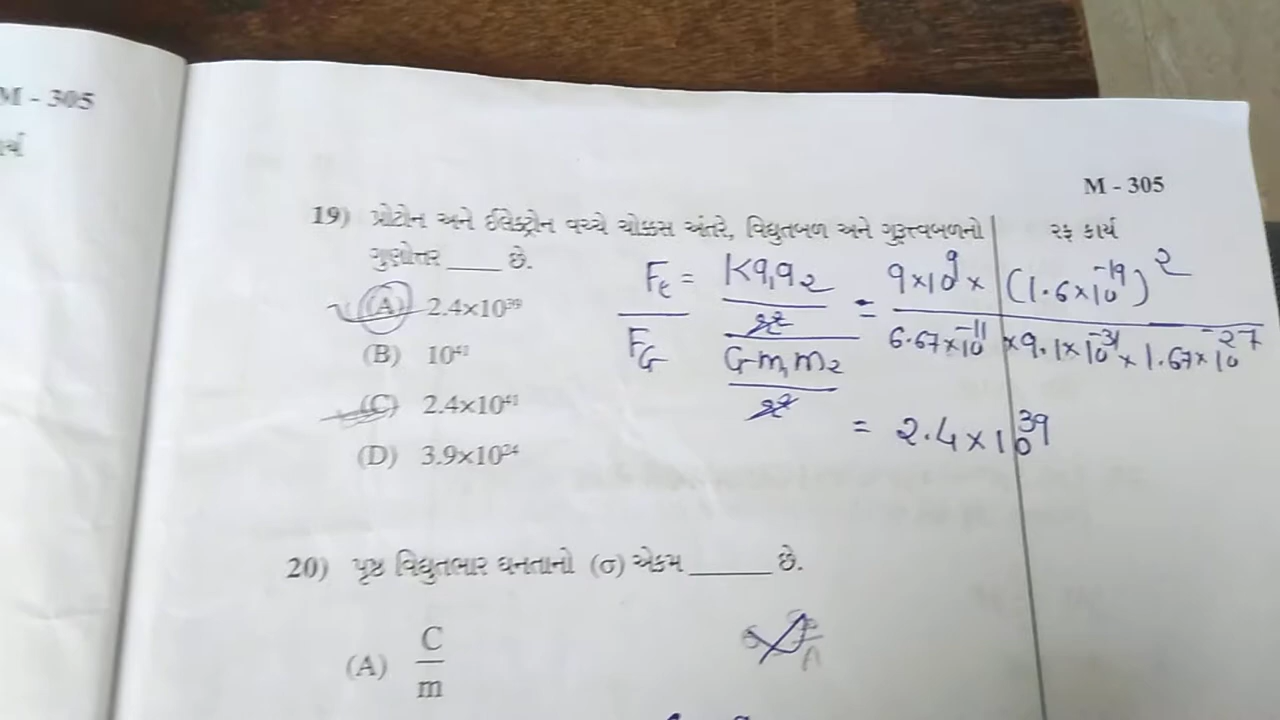 M - 305
ાર્ય
M - 305
19) પ્રોટોન અને ઈલેક્ટ્રોન વચ્ચે ચોક્કસ અંતરે, વિદ્યુતબળ અને ગુરૂત્વબળનો
ગુણોત્તર ____ છે.
રફ કાર્ય
(A) 2.4×10³⁹
(B) 10⁴¹
(C) 2.4×10⁴¹
(D) 3.9×10²⁴
Fe/FG = (Kq₁q₂/r²)/(Gm₁m₂/r²) = 9×10⁹ × (1.6×10⁻¹⁹)² / 6.67×10⁻¹¹ × 9.1×10⁻³¹ × 1.67×10⁻²⁷
= 2.4×10³⁹
20) પૃષ્ઠ વિદ્યુતભાર ઘનતાનો (σ) એકમ ______ છે.
(A) C/m